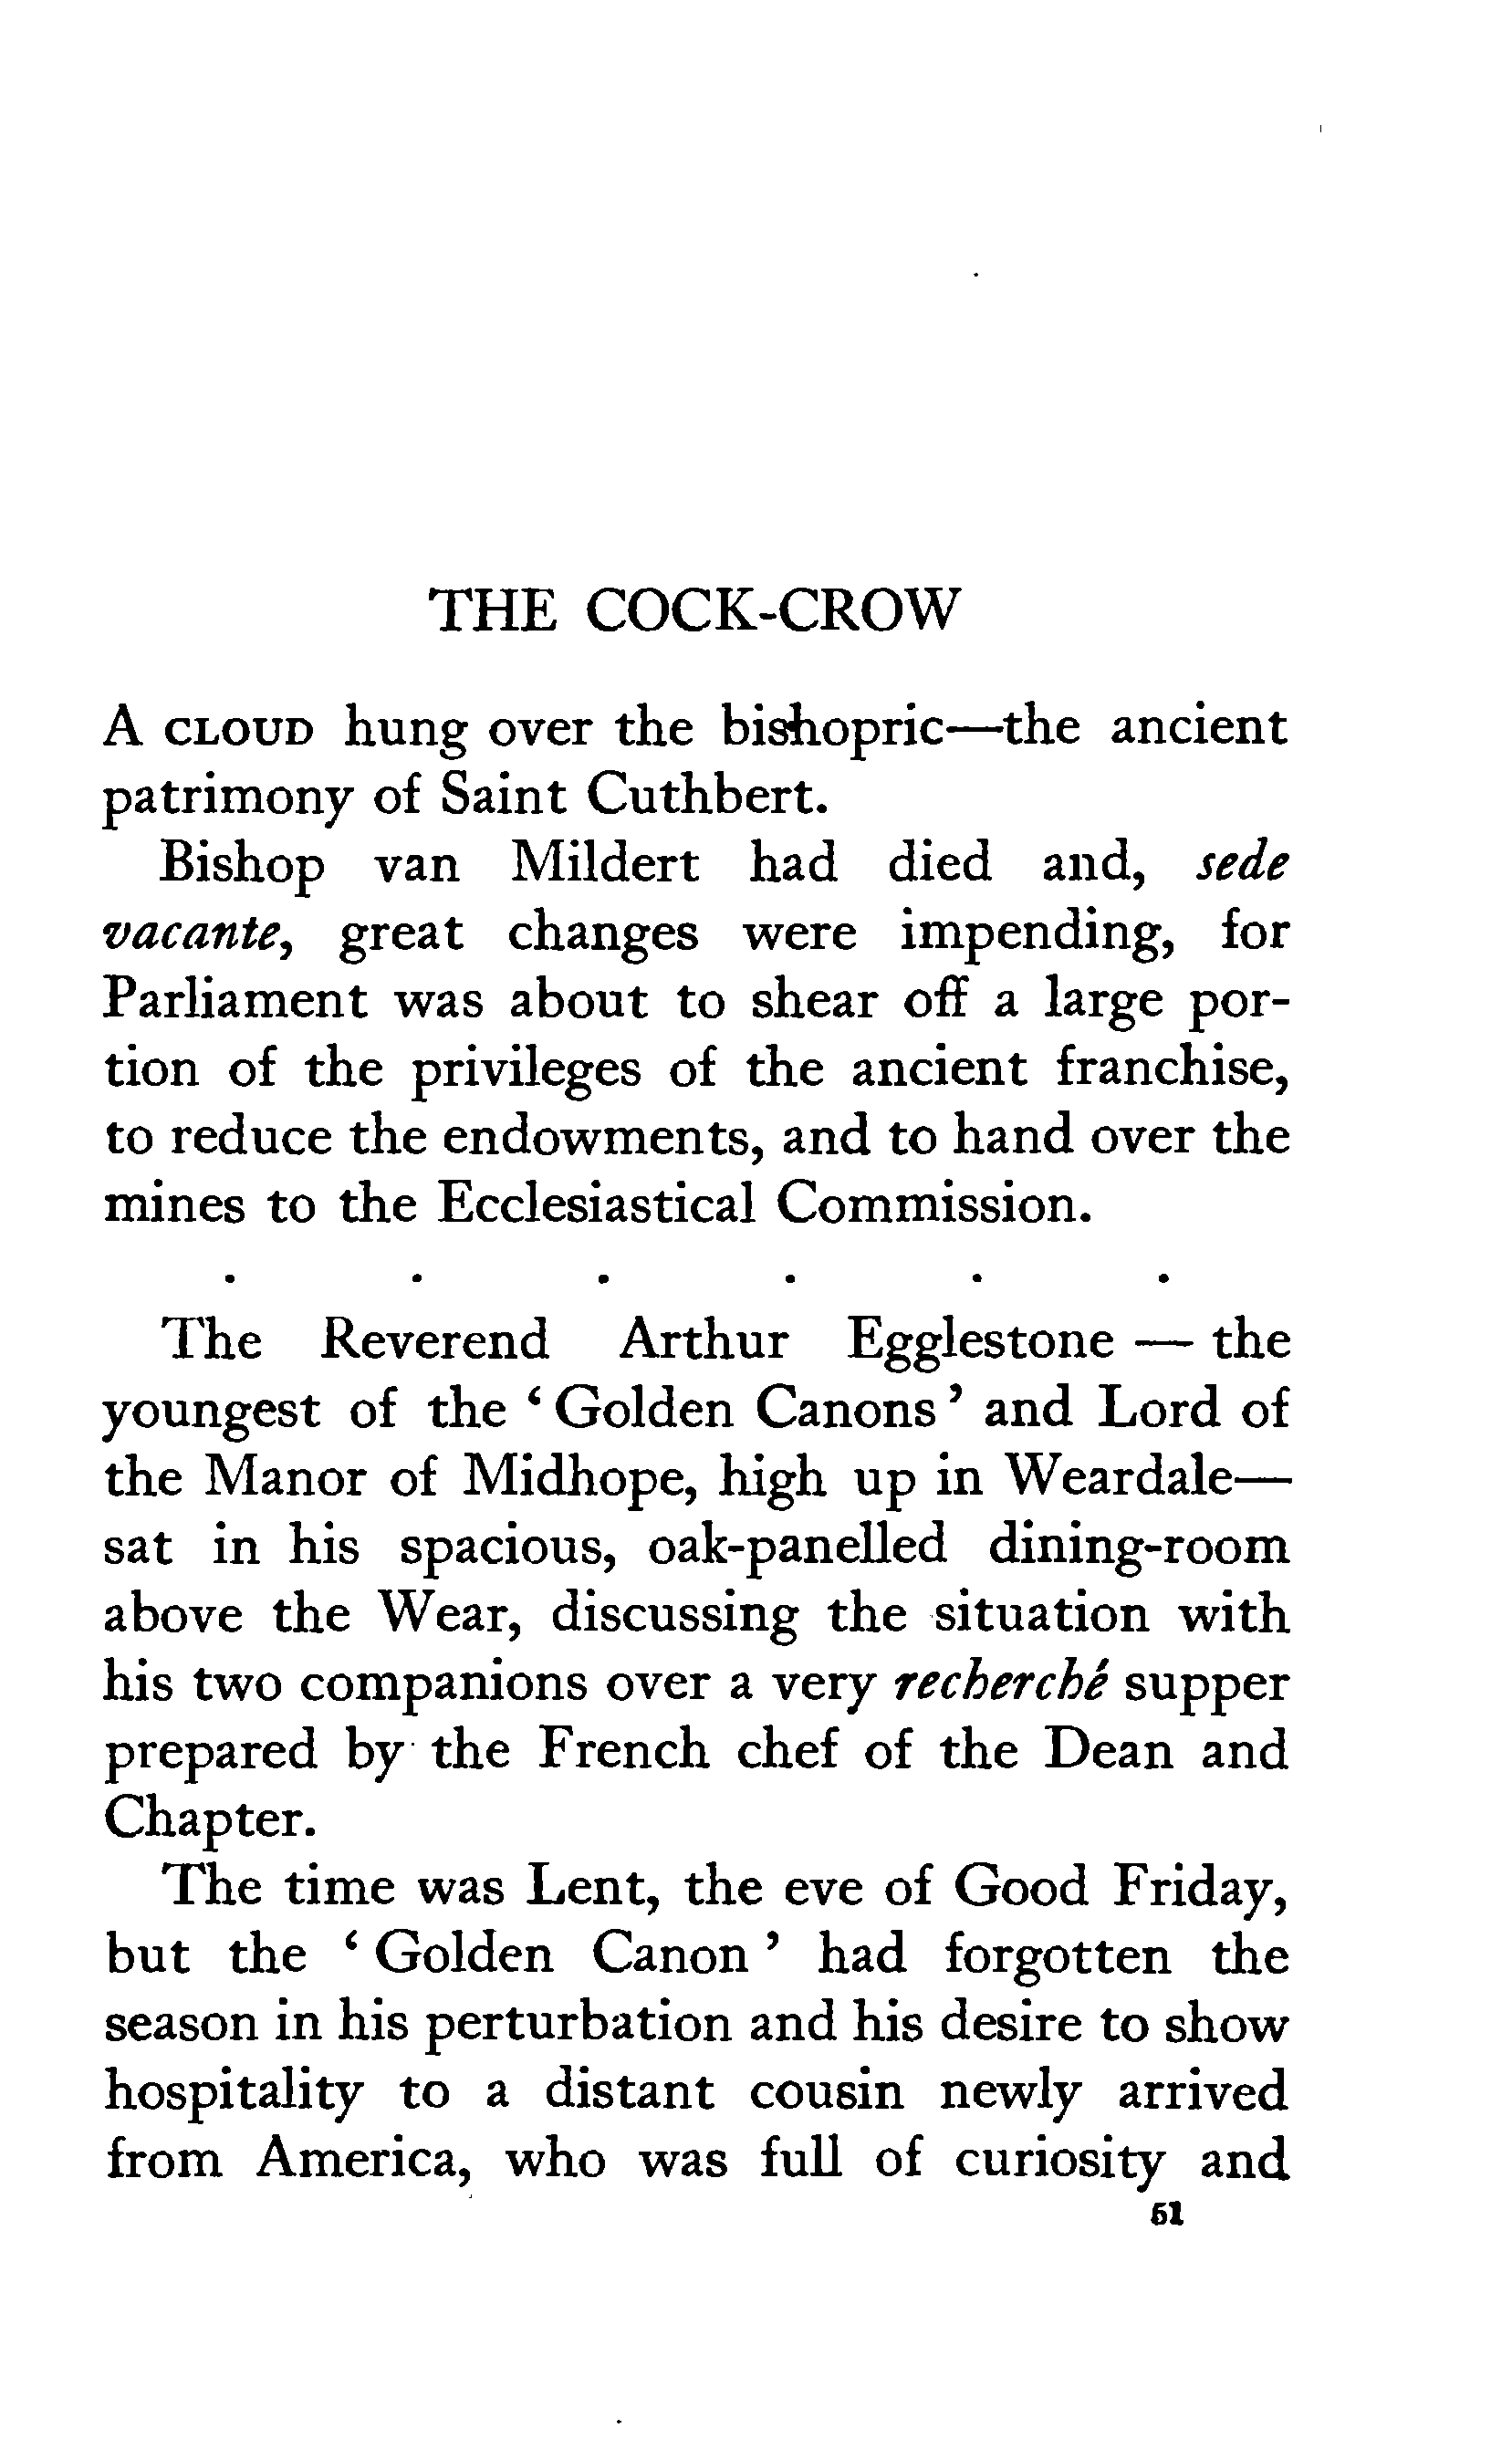 THE COCK-CROW
A CLOUD hung over the bishopric—the ancient
patrimony of Saint Cuthbert.
Bishop van Mildert had died and, sede
vacante, great changes were impending, for
Parliament was about to shear off a large por-
tion of the privileges of the ancient franchise,
to reduce the endowments, and to hand over the
mines to the Ecclesiastical Commission.
. . . . . .
The Reverend Arthur Egglestone — the
youngest of the ‘ Golden Canons ’ and Lord of
the Manor of Midhope, high up in Weardale—
sat in his spacious, oak-panelled dining-room
above the Wear, discussing the situation with
his two companions over a very recherché supper
prepared by the French chef of the Dean and
Chapter.
The time was Lent, the eve of Good Friday,
but the ‘ Golden Canon ’ had forgotten the
season in his perturbation and his desire to show
hospitality to a distant cousin newly arrived
from America, who was full of curiosity and
51